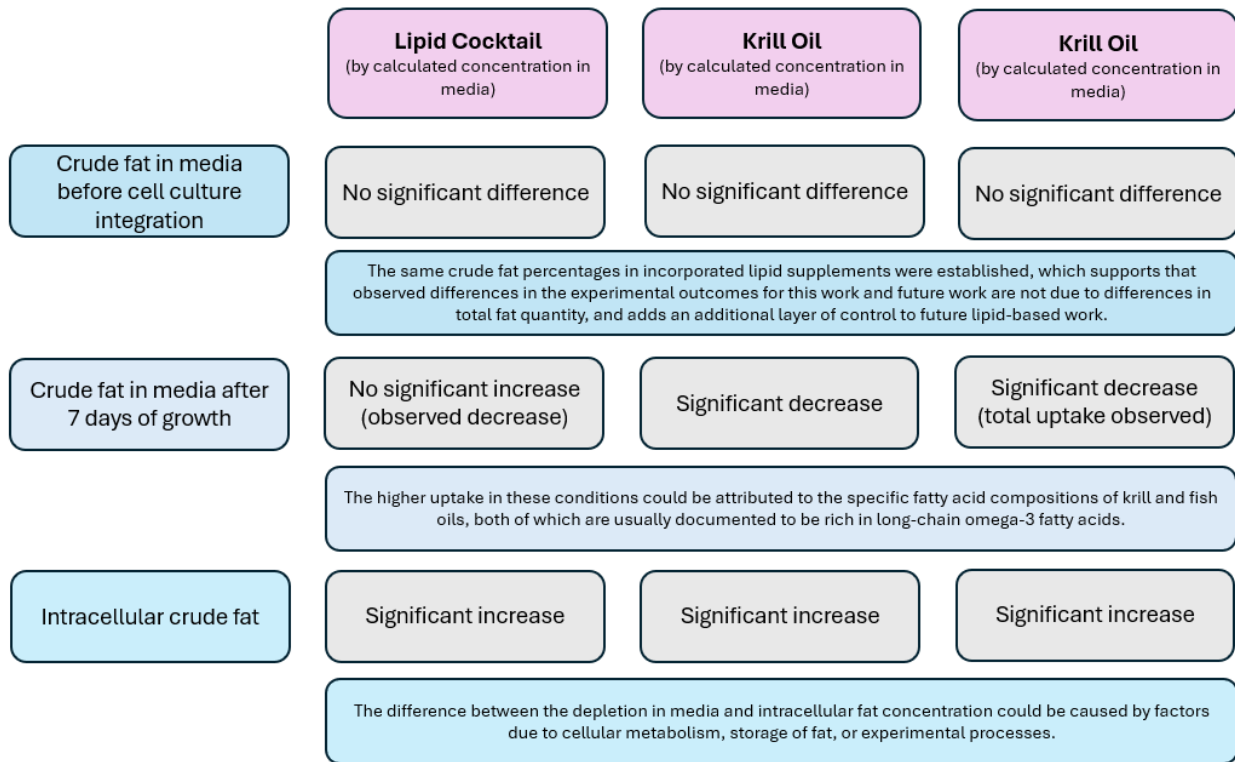 Lipid Cocktail
(by calculated concentration in
media)
Krill Oil
(by calculated concentration in
media)
Krill Oil
(by calculated concentration in
media)
Crude fat in media
before cell culture
integration
No significant difference
No significant difference
No significant difference
The same crude fat percentages in incorporated lipid supplements were established, which supports that
observed differences in the experimental outcomes for this work and future work are not due to differences in
total fat quantity, and adds an additional layer of control to future lipid-based work.
Crude fat in media after
7 days of growth
No significant increase
(observed decrease)
Significant decrease
Significant decrease
(total uptake observed)
The higher uptake in these conditions could be attributed to the specific fatty acid compositions of krill and fish
oils, both of which are usually documented to be rich in long-chain omega-3 fatty acids.
Intracellular crude fat
Significant increase
Significant increase
Significant increase
The difference between the depletion in media and intracellular fat concentration could be caused by factors
due to cellular metabolism, storage of fat, or experimental processes.